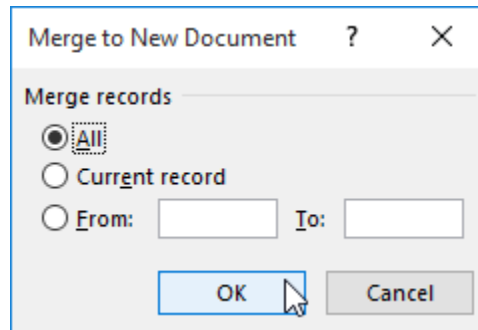 Merge to New Document ? ×
Merge records
All
Current record
From: To:
OK Cancel